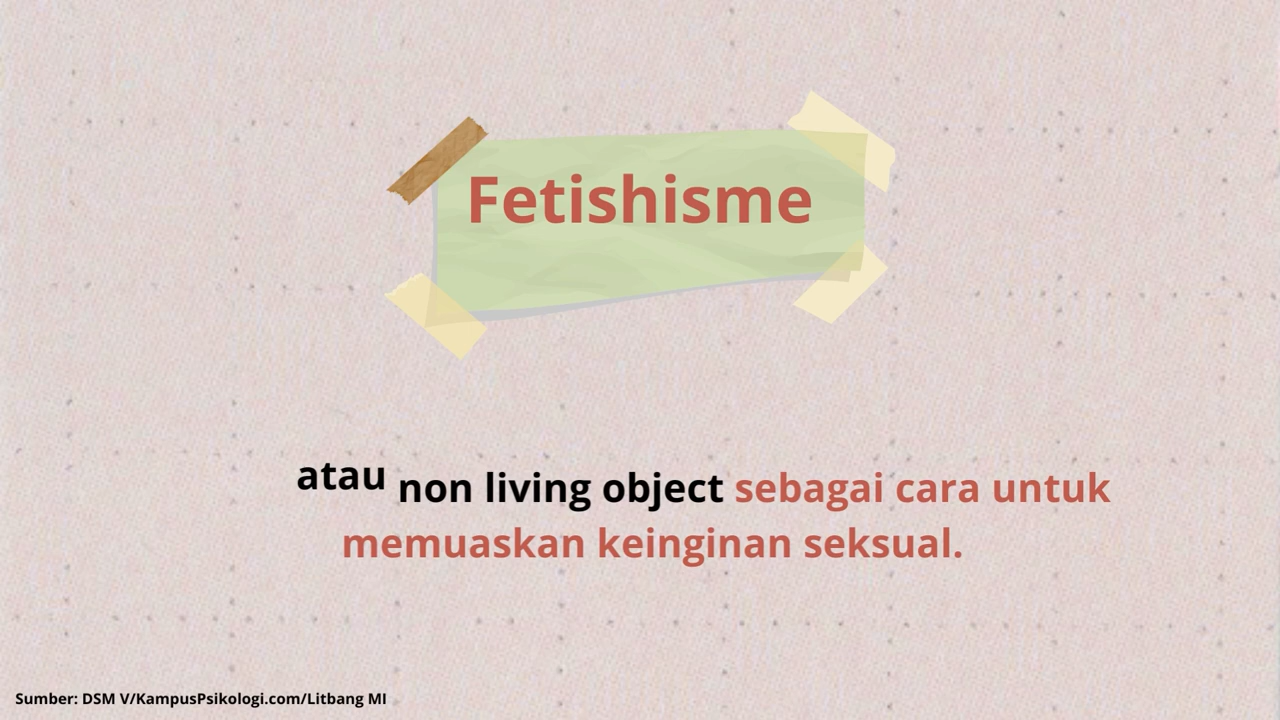 Fetishisme
atau non living object sebagai cara untuk
memuaskan keinginan seksual.
Sumber: DSM V/KampusPsikologi.com/Litbang MI